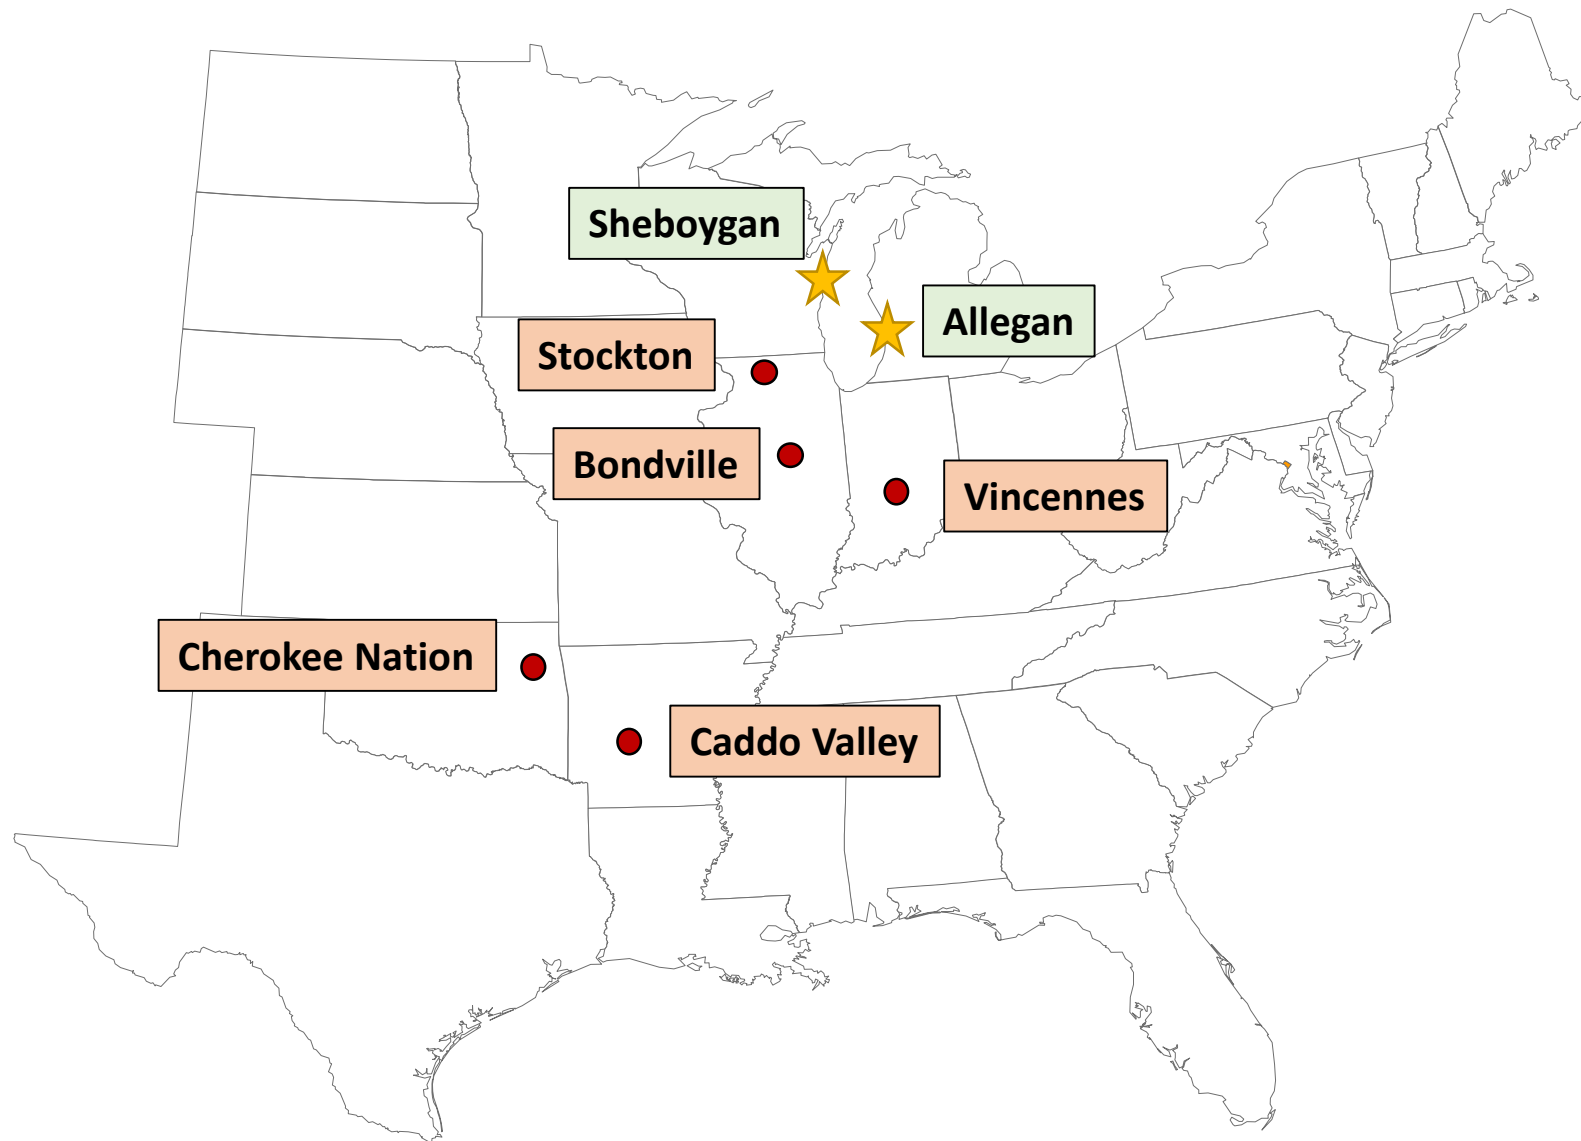 Sheboygan
Allegan
Stockton
Bondville
Vincennes
Cherokee Nation
Caddo Valley